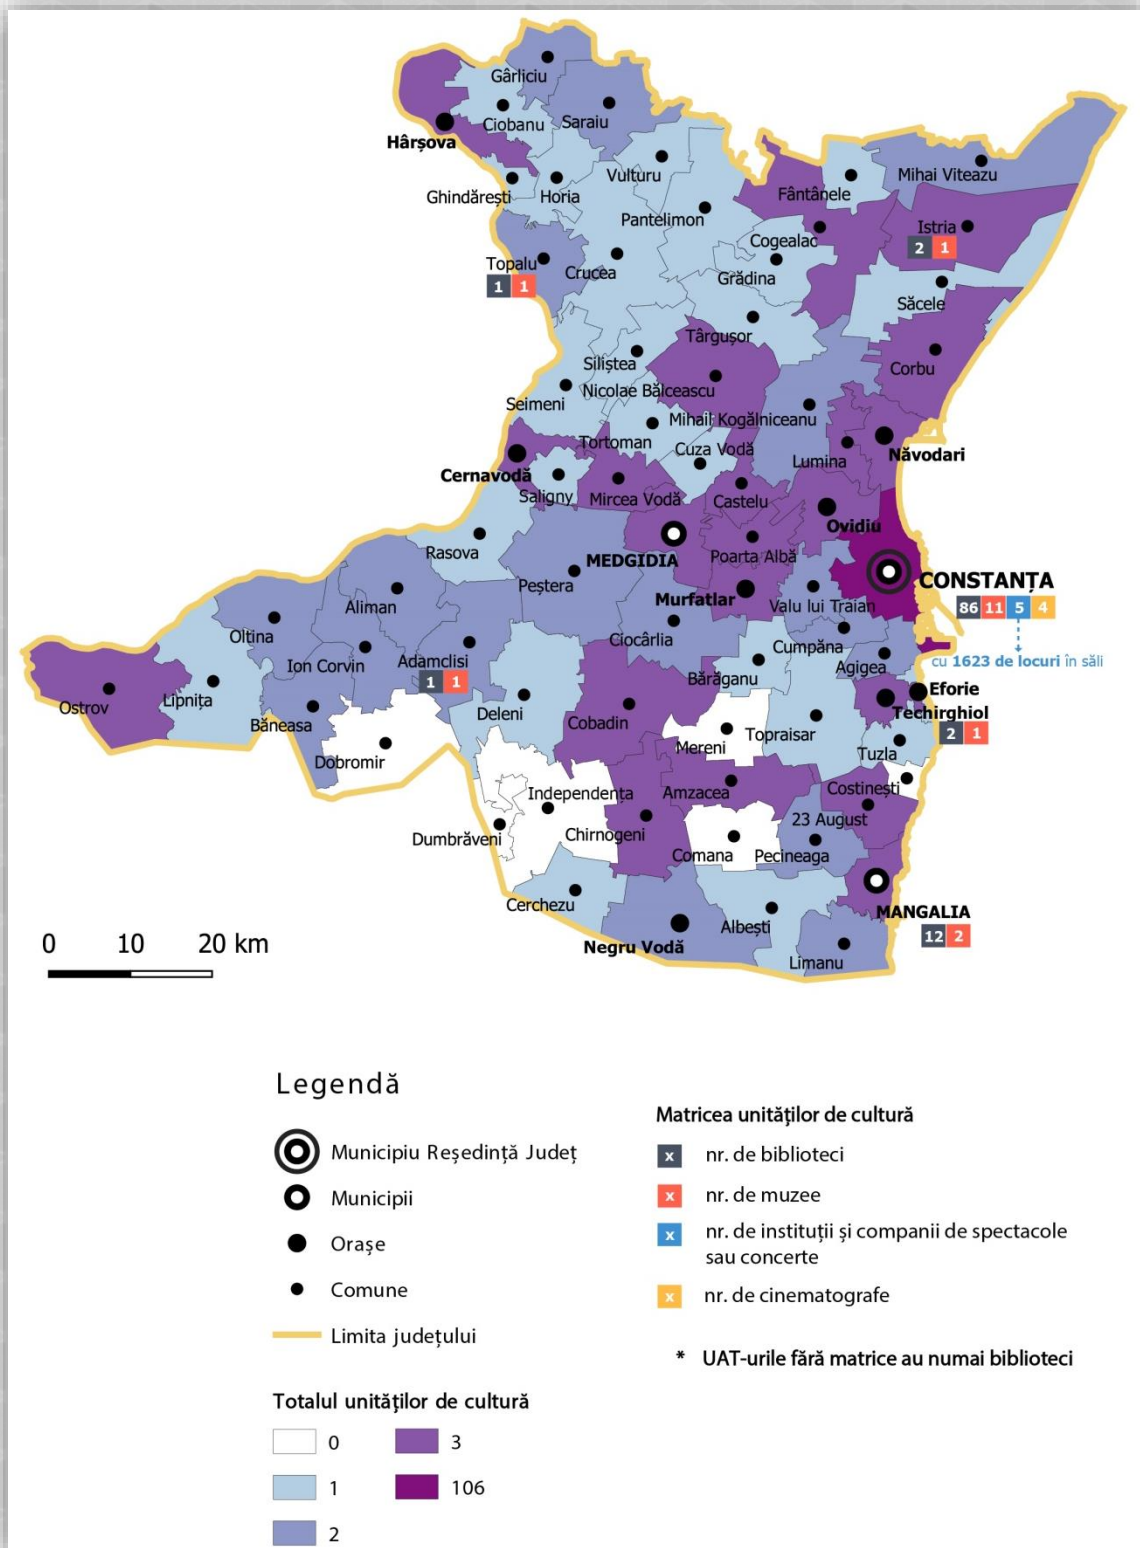 Gârliciu
Ciobanu
Saraiu
Hârșova
Vulturu
Mihai Viteazu
Ghindărești
Horia
Fântânele
Pantelimon
Istria
2 1
Cogealac
Topalu
1 1
Crucea
Grădina
Săcele
Târgușor
Siliștea
Corbu
Nicolae Bălcescu
Seimeni
Mihail Kogălniceanu
Tortoman
Cuza Vodă
Lumina
Năvodari
Cernavodă
Saligny
Mircea Vodă
Castelu
Ovidiu
Rasova
MEDGIDIA
Poarta Albă
Peștera
CONSTANȚA
86 11 5 4
Murfatlar
Valu lui Traian
Aliman
Oltina
Ciocârlia
Cumpăna
cu 1623 de locuri în săli
Ion Corvin
Adamclisi
1 1
Agigea
Bărăganu
Eforie
Ostrov
Lipnița
Deleni
Techirghiol
2 1
Băneasa
Cobadin
Topraisar
Mereni
Tuzla
Dobromir
Costinești
Independența
Amzacea
23 August
Dumbrăveni
Chirnogeni
Comana
Pecineaga
Cerchezu
MANGALIA
12 2
Albești
Negru Vodă
Limanu
0 10 20 km
Legendă
Municipiu Reședință Județ
Municipii
Orașe
Comune
Limita județului
Totalul unităților de cultură
0
1
2
3
106
Matricea unităților de cultură
x nr. de biblioteci
x nr. de muzee
x nr. de instituții și companii de spectacole
sau concerte
x nr. de cinematografe
* UAT-urile fără matrice au numai biblioteci